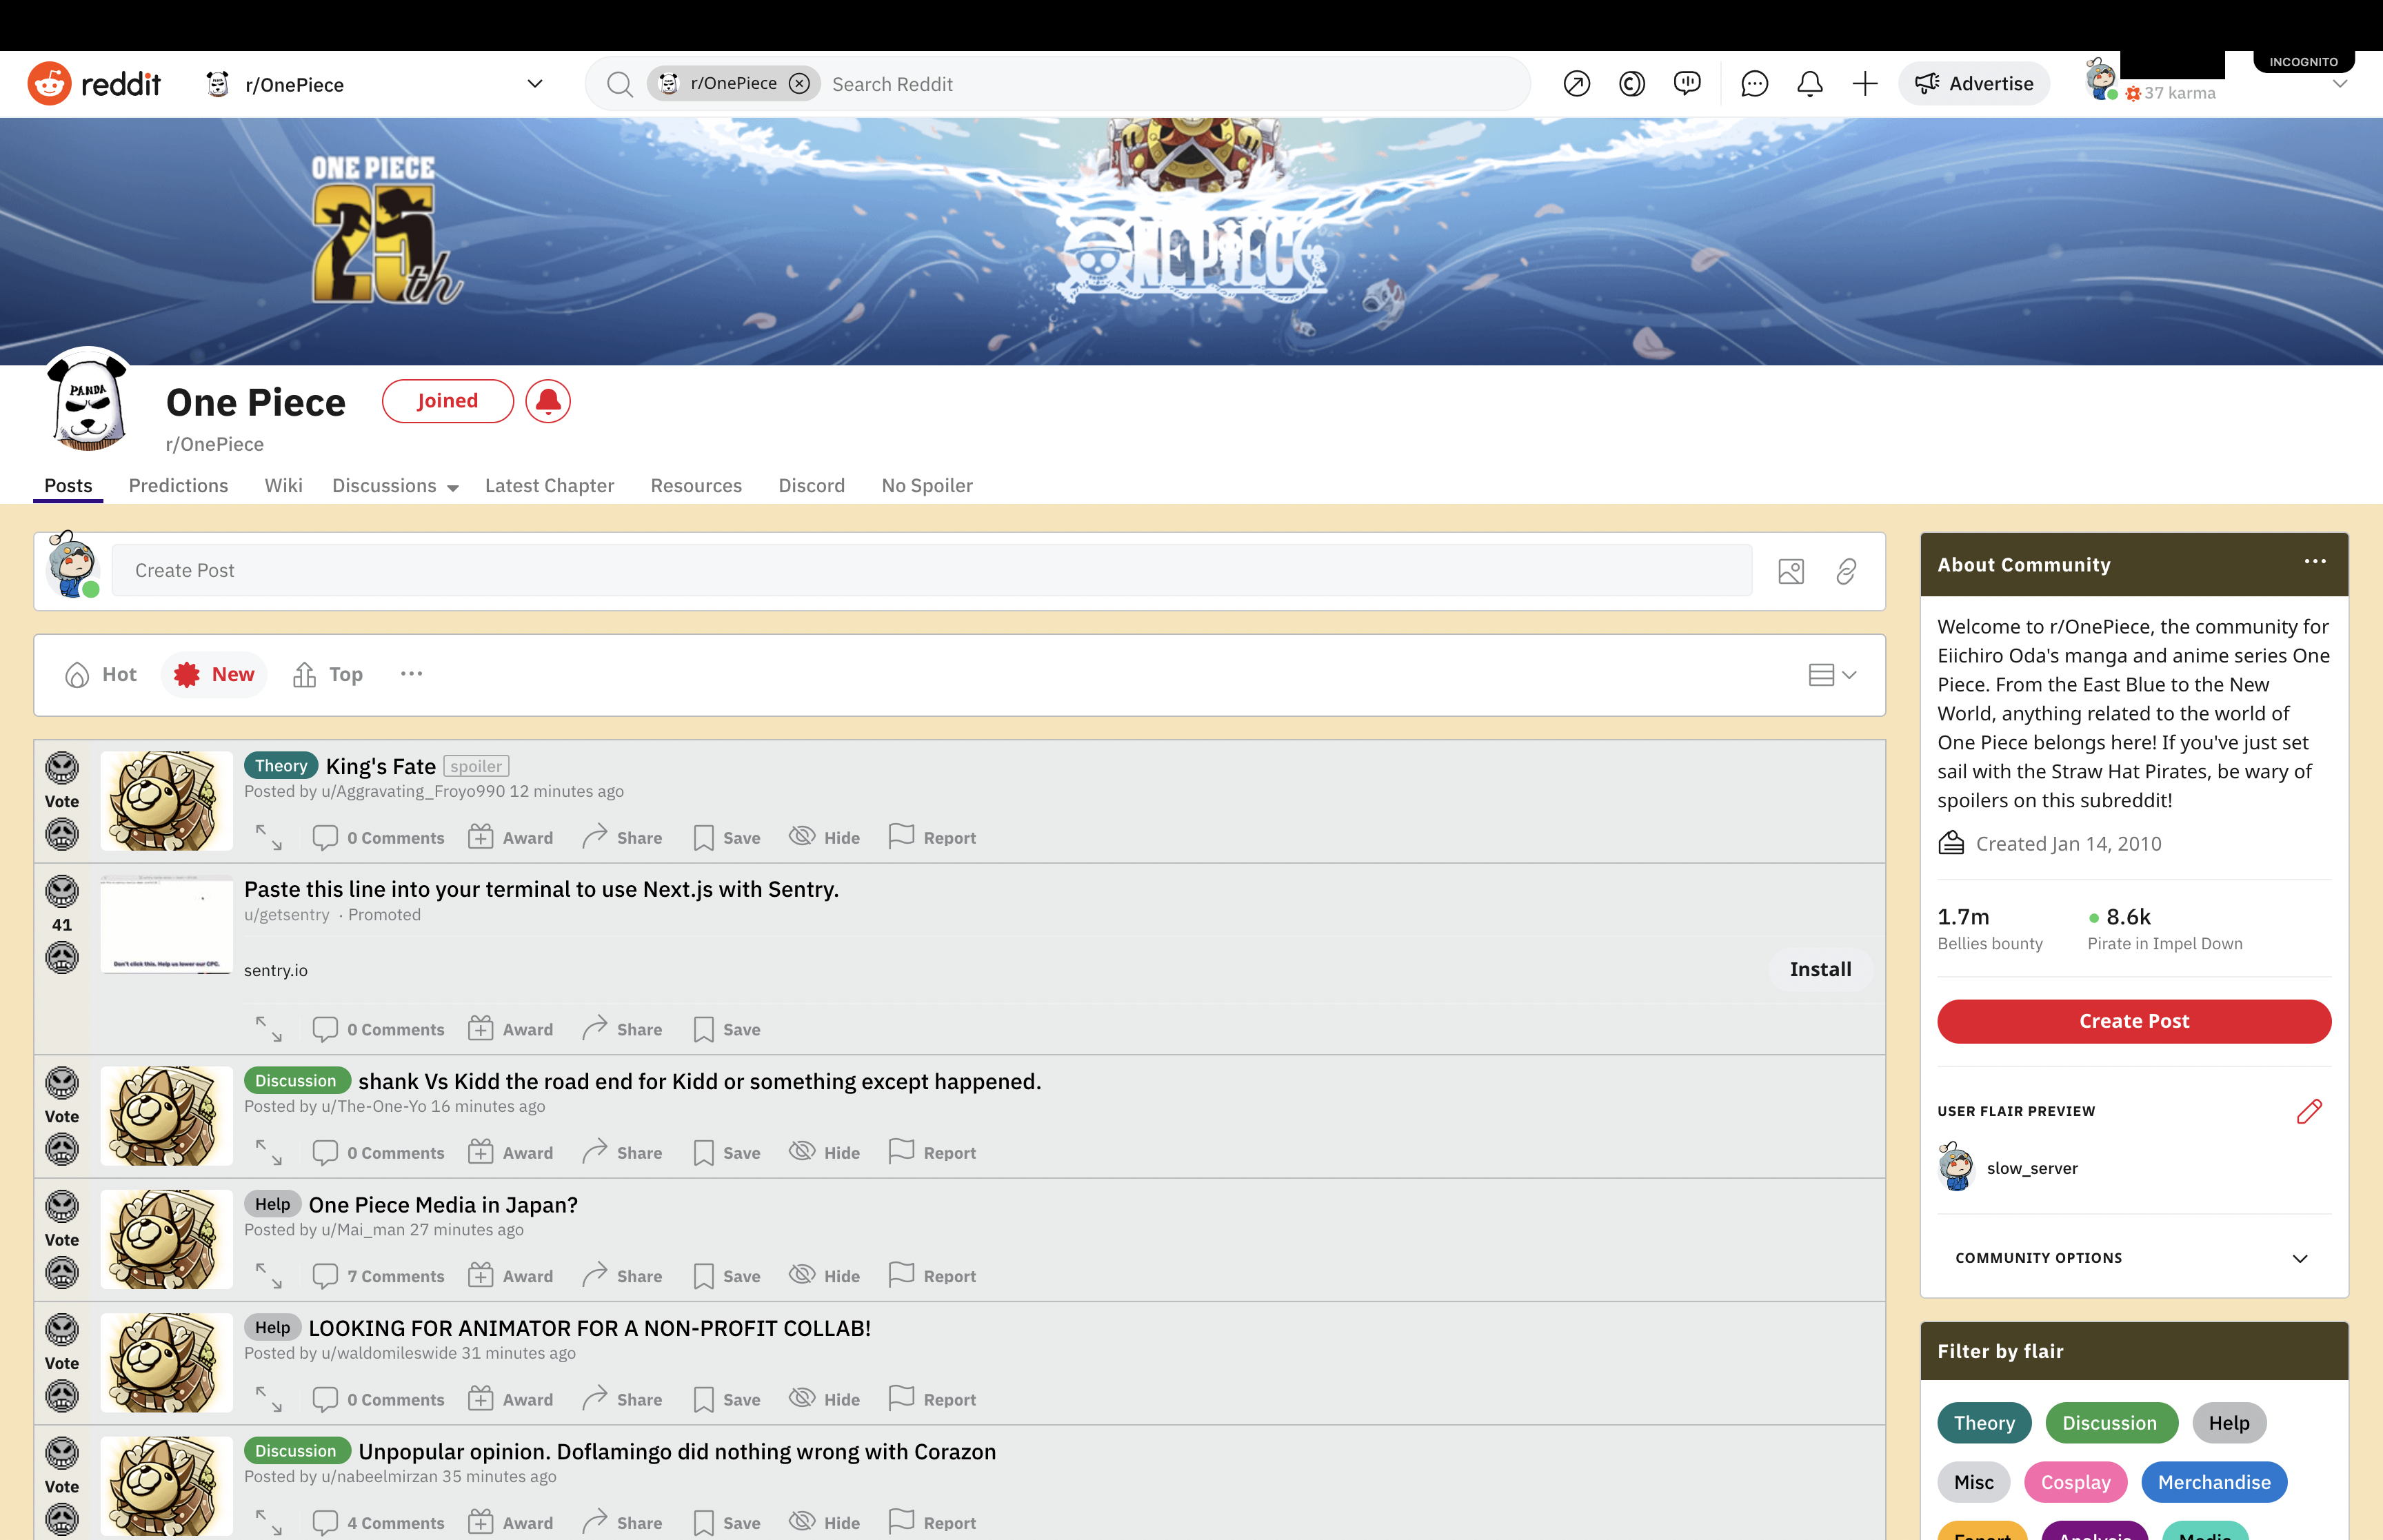 reddit
r/OnePiece
r/OnePiece
Search Reddit
Advertise
37 karma
INCOGNITO
ONE PIECE
25th
ONE PIECE
PANDA
One Piece
Joined
r/OnePiece
Posts
Predictions
Wiki
Discussions
Latest Chapter
Resources
Discord
No Spoiler
Create Post
Hot
New
Top
Vote
Theory King's Fate spoiler
Posted by u/Aggravating_Froyo990 12 minutes ago
0 Comments Award Share Save Hide Report
41
Don't click this. Help us lower our CPC.
Paste this line into your terminal to use Next.js with Sentry.
u/getsentry · Promoted
sentry.io
Install
0 Comments Award Share Save
Vote
Discussion shank Vs Kidd the road end for Kidd or something except happened.
Posted by u/The-One-Yo 16 minutes ago
0 Comments Award Share Save Hide Report
Vote
Help One Piece Media in Japan?
Posted by u/Mai_man 27 minutes ago
7 Comments Award Share Save Hide Report
Vote
Help LOOKING FOR ANIMATOR FOR A NON-PROFIT COLLAB!
Posted by u/waldomileswide 31 minutes ago
0 Comments Award Share Save Hide Report
Vote
Discussion Unpopular opinion. Doflamingo did nothing wrong with Corazon
Posted by u/nabeelmirzan 35 minutes ago
4 Comments Award Share Save Hide Report
About Community
Welcome to r/OnePiece, the community for
Eiichiro Oda's manga and anime series One
Piece. From the East Blue to the New
World, anything related to the world of
One Piece belongs here! If you've just set
sail with the Straw Hat Pirates, be wary of
spoilers on this subreddit!
Created Jan 14, 2010
1.7m
Bellies bounty
8.6k
Pirate in Impel Down
Create Post
USER FLAIR PREVIEW
slow_server
COMMUNITY OPTIONS
Filter by flair
Theory
Discussion
Help
Misc
Cosplay
Merchandise
Analysis
Media